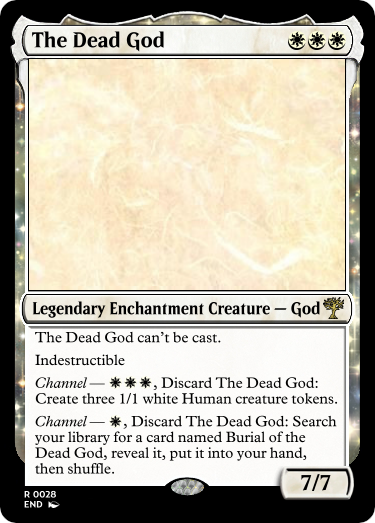 The Dead God
Legendary Enchantment Creature — God
The Dead God can't be cast.
Indestructible
Channel — , Discard The Dead God:
Create three 1/1 white Human creature tokens.
Channel — , Discard The Dead God: Search
your library for a card named Burial of the
Dead God, reveal it, put it into your hand,
then shuffle.
7/7
R 0028
END